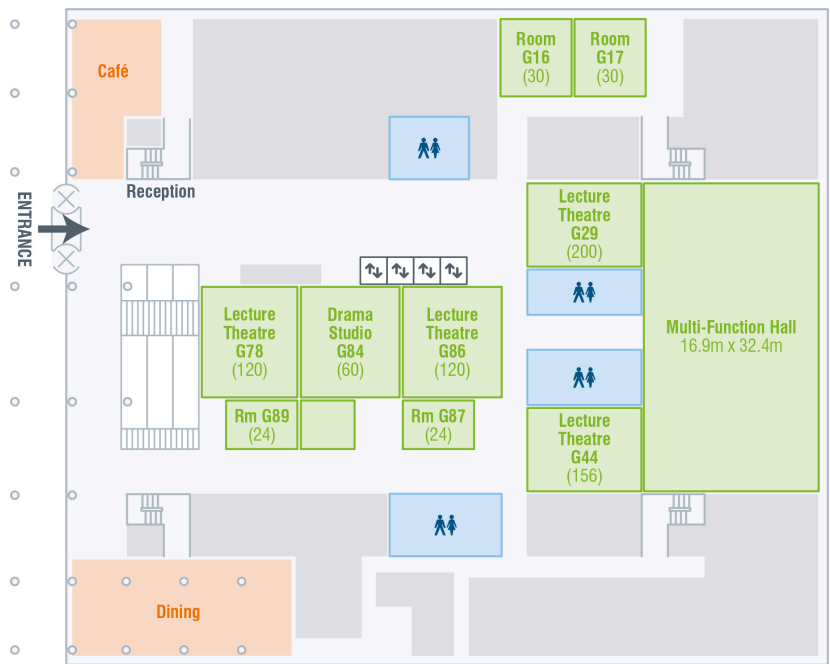 Café
Room
G16
(30)
Room
G17
(30)
Reception
ENTRANCE
Lecture
Theatre
G29
(200)
Lecture
Theatre
G78
(120)
Drama
Studio
G84
(60)
Lecture
Theatre
G86
(120)
Multi-Function Hall
16.9m x 32.4m
Rm G89
(24)
Rm G87
(24)
Lecture
Theatre
G44
(156)
Dining